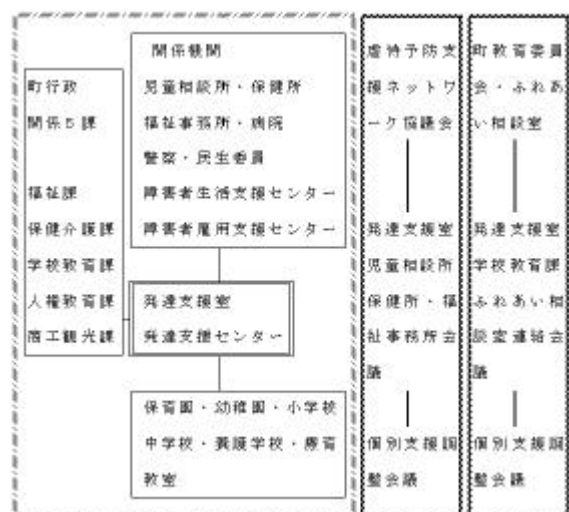 町行政
関係5課
福祉課
保健介護課
学校教育課
人権教育課
商工観光課
関係機関
児童相談所・保健所
福祉事務所・病院
警察・民生委員
障害者生活支援センター
障害者雇用支援センター
発達支援室
発達支援センター
保育園・幼稚園・小学校
中学校・養護学校・療育
教室
虐待予防支
援ネットワ
ーク協議会
発達支援室
児童相談所
保健所・福
祉事務所会
議
個別支援調
整会議
町教育委員
会・ふれあ
い相談室
発達支援室
学校教育課
ふれあい相
談室連絡会
議
個別支援調
整会議